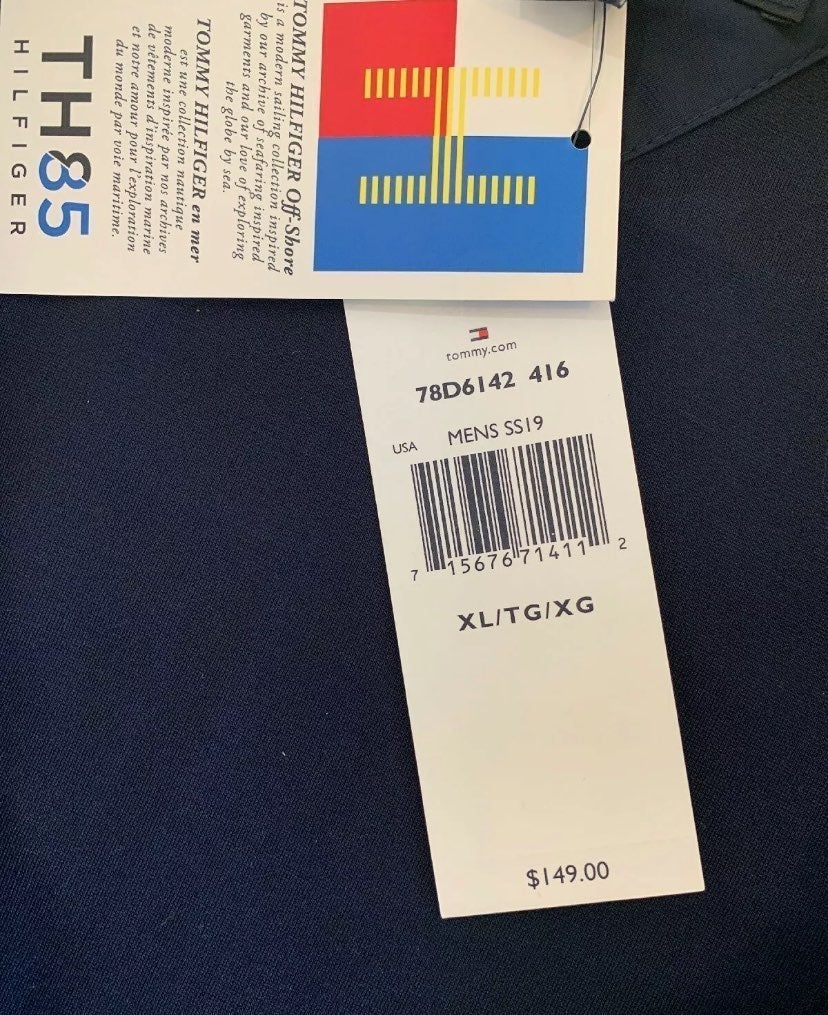 TOMMY HILFIGER Off-Shore
is a modern sailing collection inspired
by our archive of seafaring inspired
garments and our love of exploring
the globe by sea.
TOMMY HILFIGER en mer
est une collection nautique
moderne inspirée par nos archives
de vêtements d'inspiration marine
et notre amour pour l'exploration
du monde par voie maritime.
TH85
HILFIGER
tommy.com
78D6142 416
USA MENS SS19
7 15676 71411 2
XL/TG/XG
$149.00